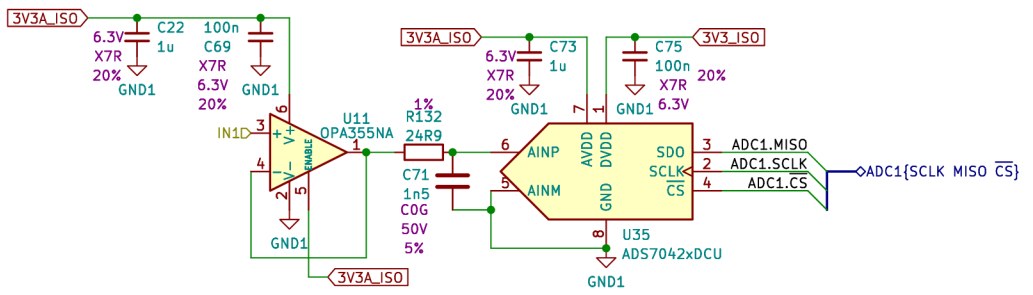 3V3A_ISO
6.3V
X7R
20%
C22
1u
GND1
100n
C69
X7R
6.3V
20%
GND1
IN1
3
4
6
V+
ENABLE
V-
2
5
1
+
-
U11
OPA355NA
GND1
3V3A_ISO
1%
R132
24R9
C71
1n5
C0G
50V
5%
3V3A_ISO
6.3V
X7R
20%
C73
1u
GND1
3V3_ISO
C75
100n
20%
X7R
6.3V
GND1
7
1
6
5
8
3
2
4
AINP
AINM
AVDD
DVDD
GND
SDO
SCLK
CS
U35
ADS7042xDCU
GND1
ADC1.MISO
ADC1.SCLK
ADC1.CS
ADC1{SCLK MISO CS}